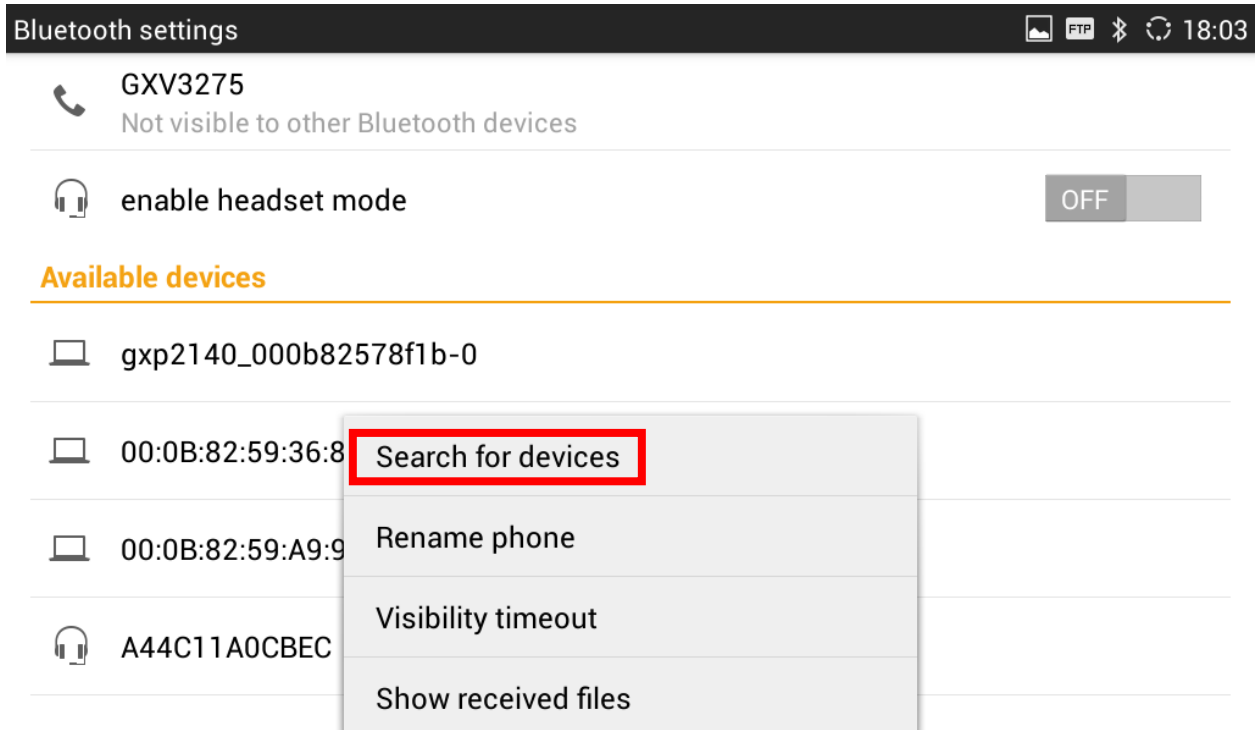 Bluetooth settings
FTP
18:03
GXV3275
Not visible to other Bluetooth devices
enable headset mode
OFF
Available devices
gxp2140_000b82578f1b-0
00:0B:82:59:36:8
Search for devices
Rename phone
00:0B:82:59:A9:9
Visibility timeout
A44C11A0CBEC
Show received files